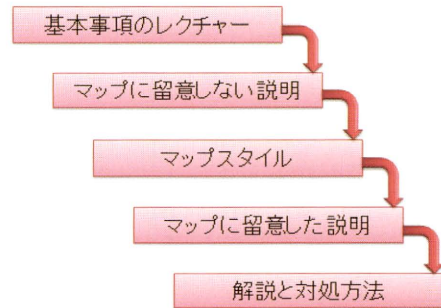 基本事項のレクチャー
マップに留意しない説明
マップスタイル
マップに留意した説明
解説と対処方法